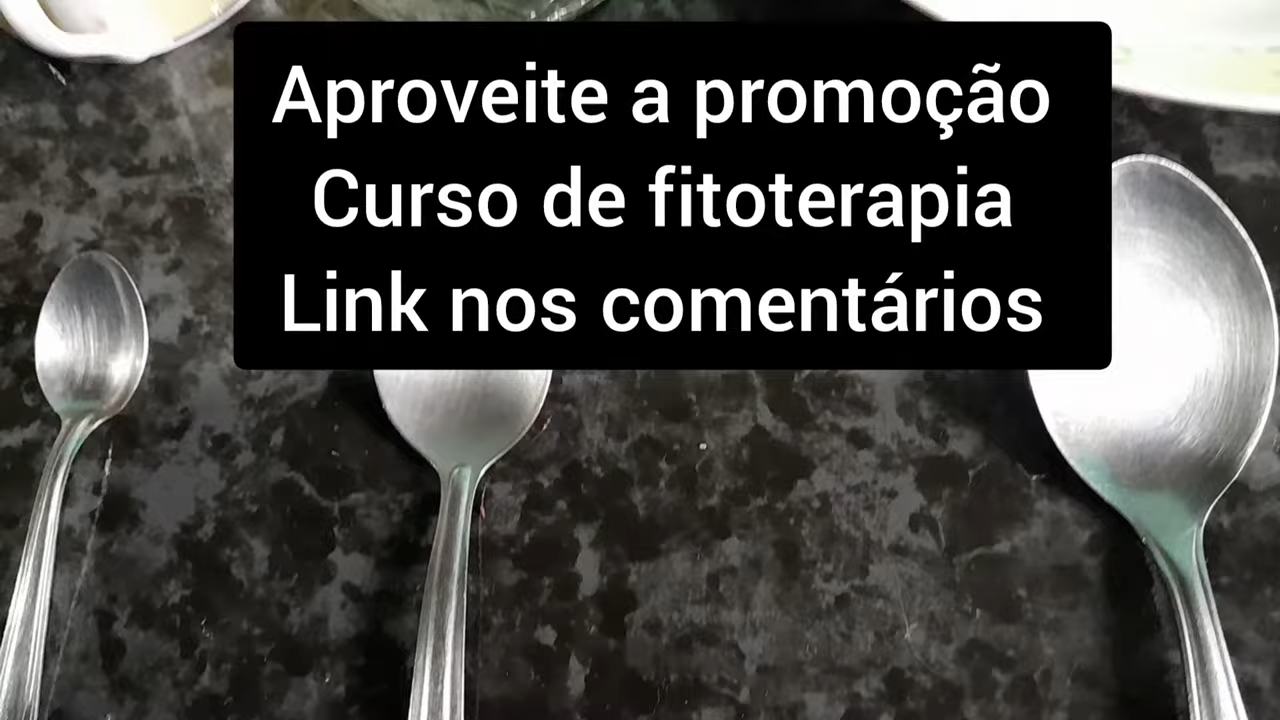 Aproveite a promoção
Curso de fitoterapia
Link nos comentários